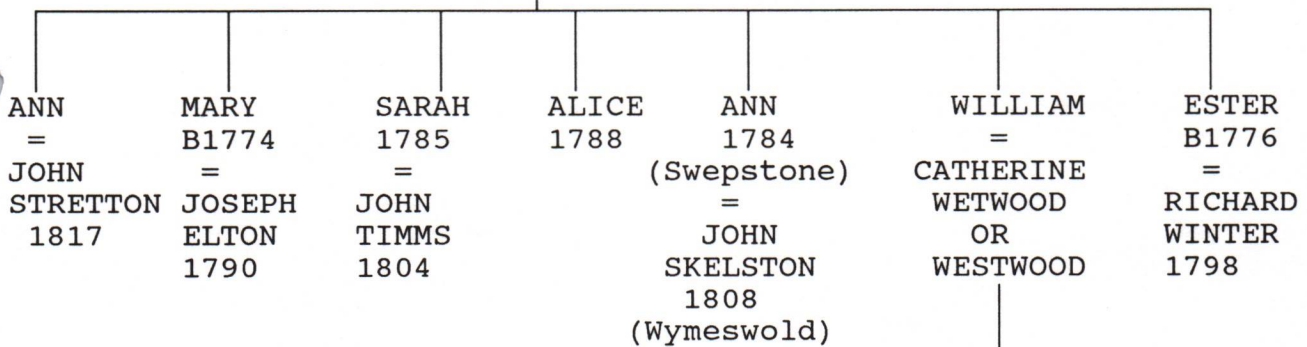 ANN
=
JOHN
STRETTON
1817
MARY
B1774
=
JOSEPH
ELTON
1790
SARAH
1785
=
JOHN
TIMMS
1804
ALICE
1788
ANN
1784
(Swepstone)
=
JOHN
SKELSTON
1808
(Wymeswold)
WILLIAM
=
CATHERINE
WETWOOD
OR
WESTWOOD
ESTER
B1776
=
RICHARD
WINTER
1798